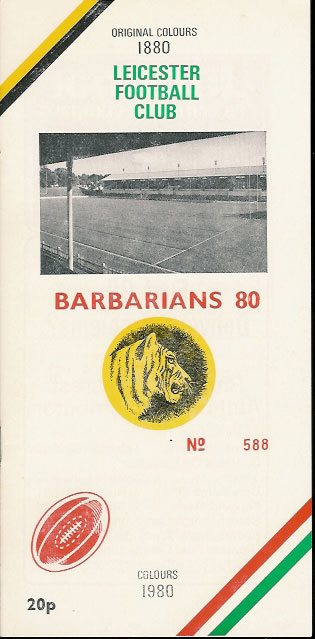 ORIGINAL COLOURS
1880
LEICESTER
FOOTBALL
CLUB
BARBARIANS 80
Nº 588
COLOURS
1980
20p